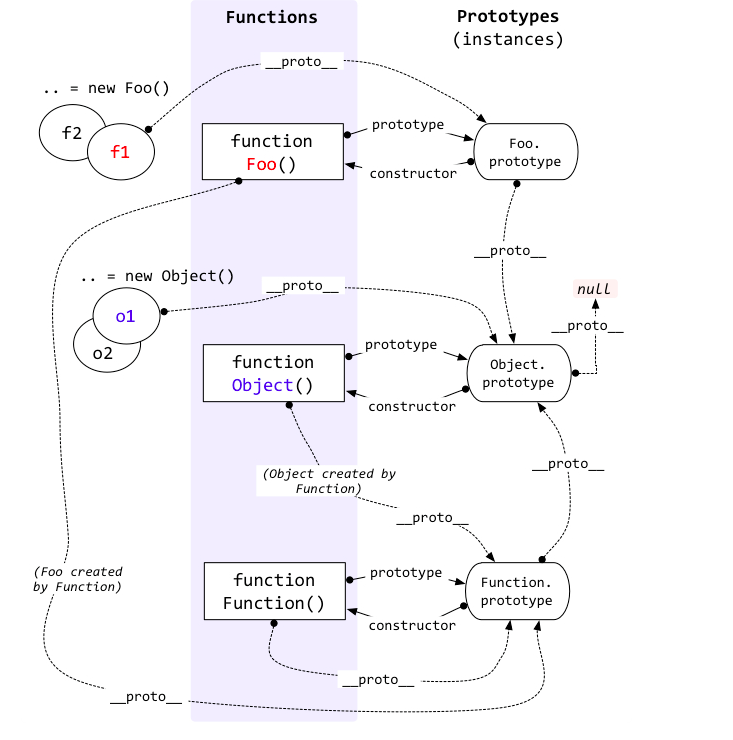 Functions
Prototypes
(instances)
__proto__
.. = new Foo()
f2
f1
function
Foo()
prototype
constructor
Foo.
prototype
__proto__
.. = new Object()
__proto__
null
__proto__
o1
o2
function
Object()
prototype
constructor
Object.
prototype
(Object created by
Function)
__proto__
__proto__
(Foo created
by Function)
function
Function()
prototype
constructor
Function.
prototype
__proto__
__proto__